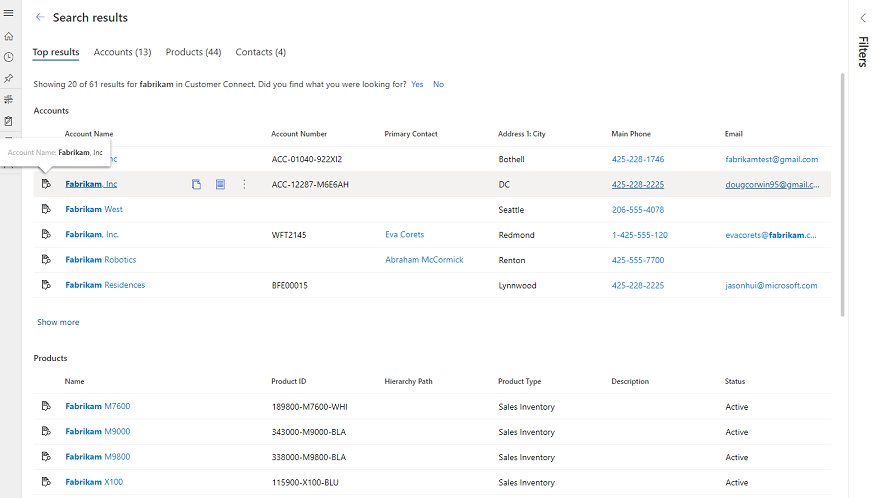 Search results
Top results Accounts (13) Products (44) Contacts (4)
Showing 20 of 61 results for fabrikam in Customer Connect. Did you find what you were looking for? Yes No
Accounts
Account Name Account Number Primary Contact Address 1: City Main Phone Email
Account Name: Fabrikam, Inc
ACC-01040-922XI2 Bothell 425-228-1746 fabrikamtest@gmail.com
Fabrikam, Inc ACC-12287-M6E6AH DC 425-228-2225 dougcorwin95@gmail.c...
Fabrikam West Seattle 206-555-4078
Fabrikam, Inc. WFT2145 Eva Corets Redmond 1-425-555-120 evacorets@fabrikam.c...
Fabrikam Robotics Abraham McCormick Renton 425-555-7700
Fabrikam Residences BFE00015 Lynnwood 425-228-2225 jasonhui@microsoft.com
Show more
Products
Name Product ID Hierarchy Path Product Type Description Status
Fabrikam M7600 189800-M7600-WHI Sales Inventory Active
Fabrikam M9000 343000-M9000-BLA Sales Inventory Active
Fabrikam M9800 338000-M9800-BLA Sales Inventory Active
Fabrikam X100 115900-X100-BLU Sales Inventory Active
Filters